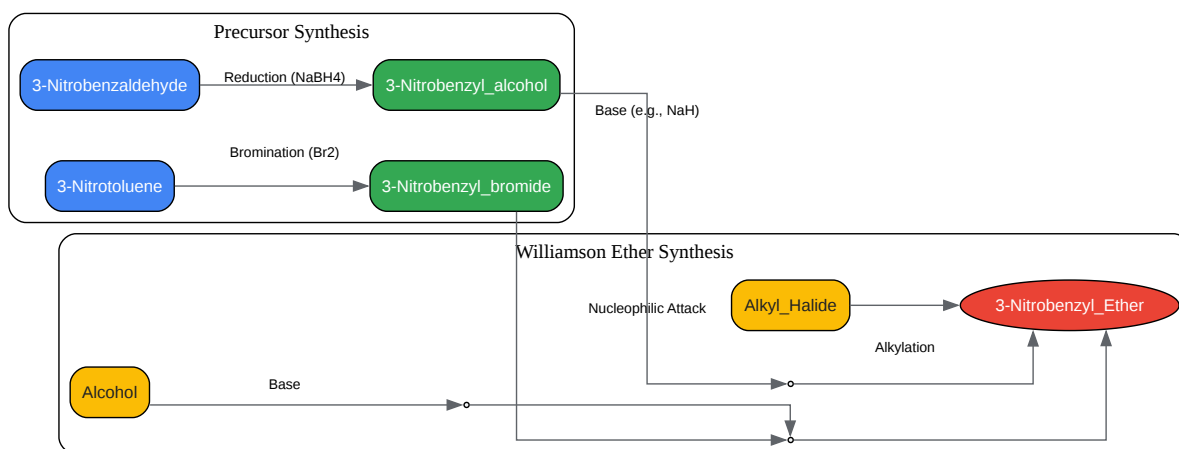 Precursor Synthesis
3-Nitrobenzaldehyde
Reduction (NaBH4)
3-Nitrobenzyl_alcohol
Base (e.g., NaH)
Bromination (Br2)
3-Nitrotoluene
3-Nitrobenzyl_bromide
Williamson Ether Synthesis
Nucleophilic Attack
Alkyl_Halide
3-Nitrobenzyl_Ether
Alkylation
Alcohol
Base